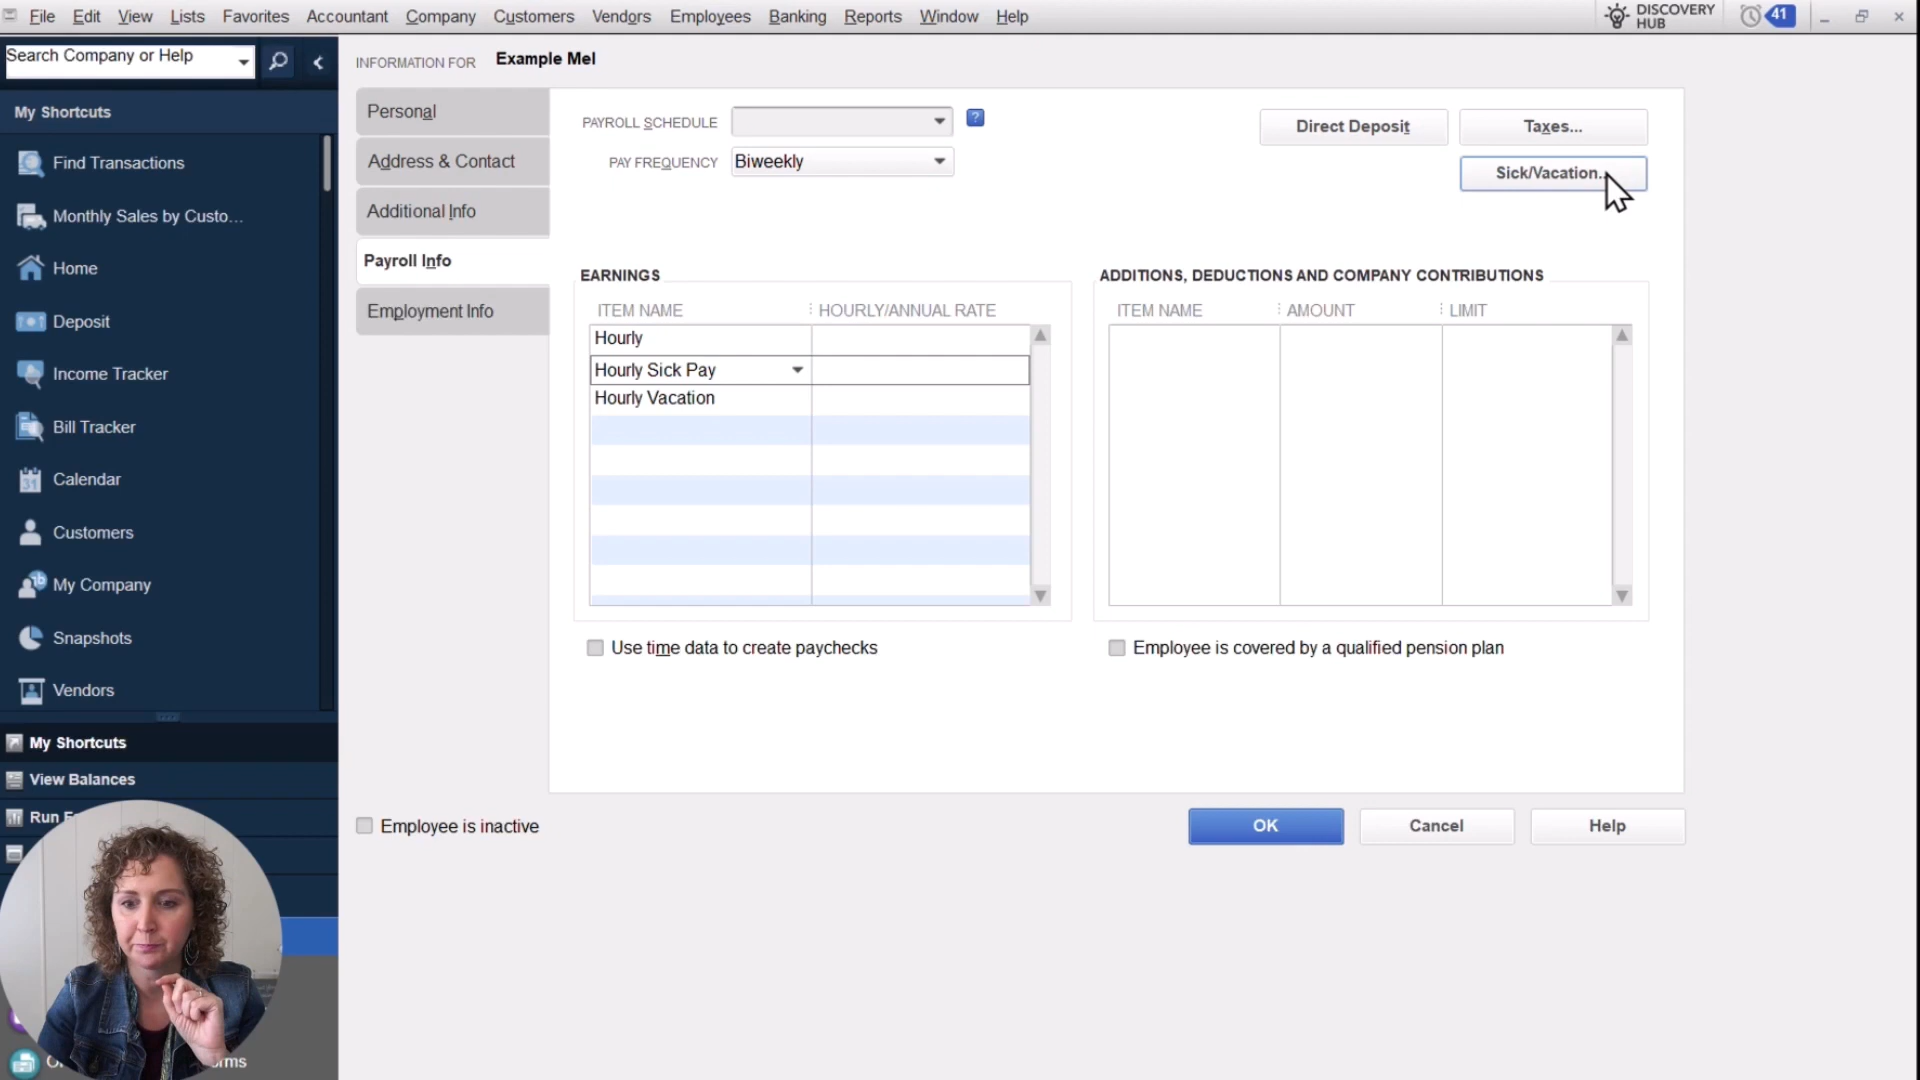 File Edit View Lists Favorites Accountant Company Customers Vendors Employees Banking Reports Window Help
DISCOVERY
HUB
41
Search Company or Help
My Shortcuts
Find Transactions
Monthly Sales by Custo...
Home
Deposit
Income Tracker
Bill Tracker
31
Calendar
Customers
My Company
Snapshots
Vendors
My Shortcuts
View Balances
Run
INFORMATION FOR Example Mel
Personal
Address & Contact
Additional Info
Payroll Info
Employment Info
PAYROLL SCHEDULE
?
PAY FREQUENCY Biweekly
Direct Deposit
Taxes...
Sick/Vacation..
EARNINGS
ITEM NAME HOURLY/ANNUAL RATE
Hourly
Hourly Sick Pay
Hourly Vacation
Use time data to create paychecks
ADDITIONS, DEDUCTIONS AND COMPANY CONTRIBUTIONS
ITEM NAME AMOUNT LIMIT
Employee is covered by a qualified pension plan
Employee is inactive
OK
Cancel
Help